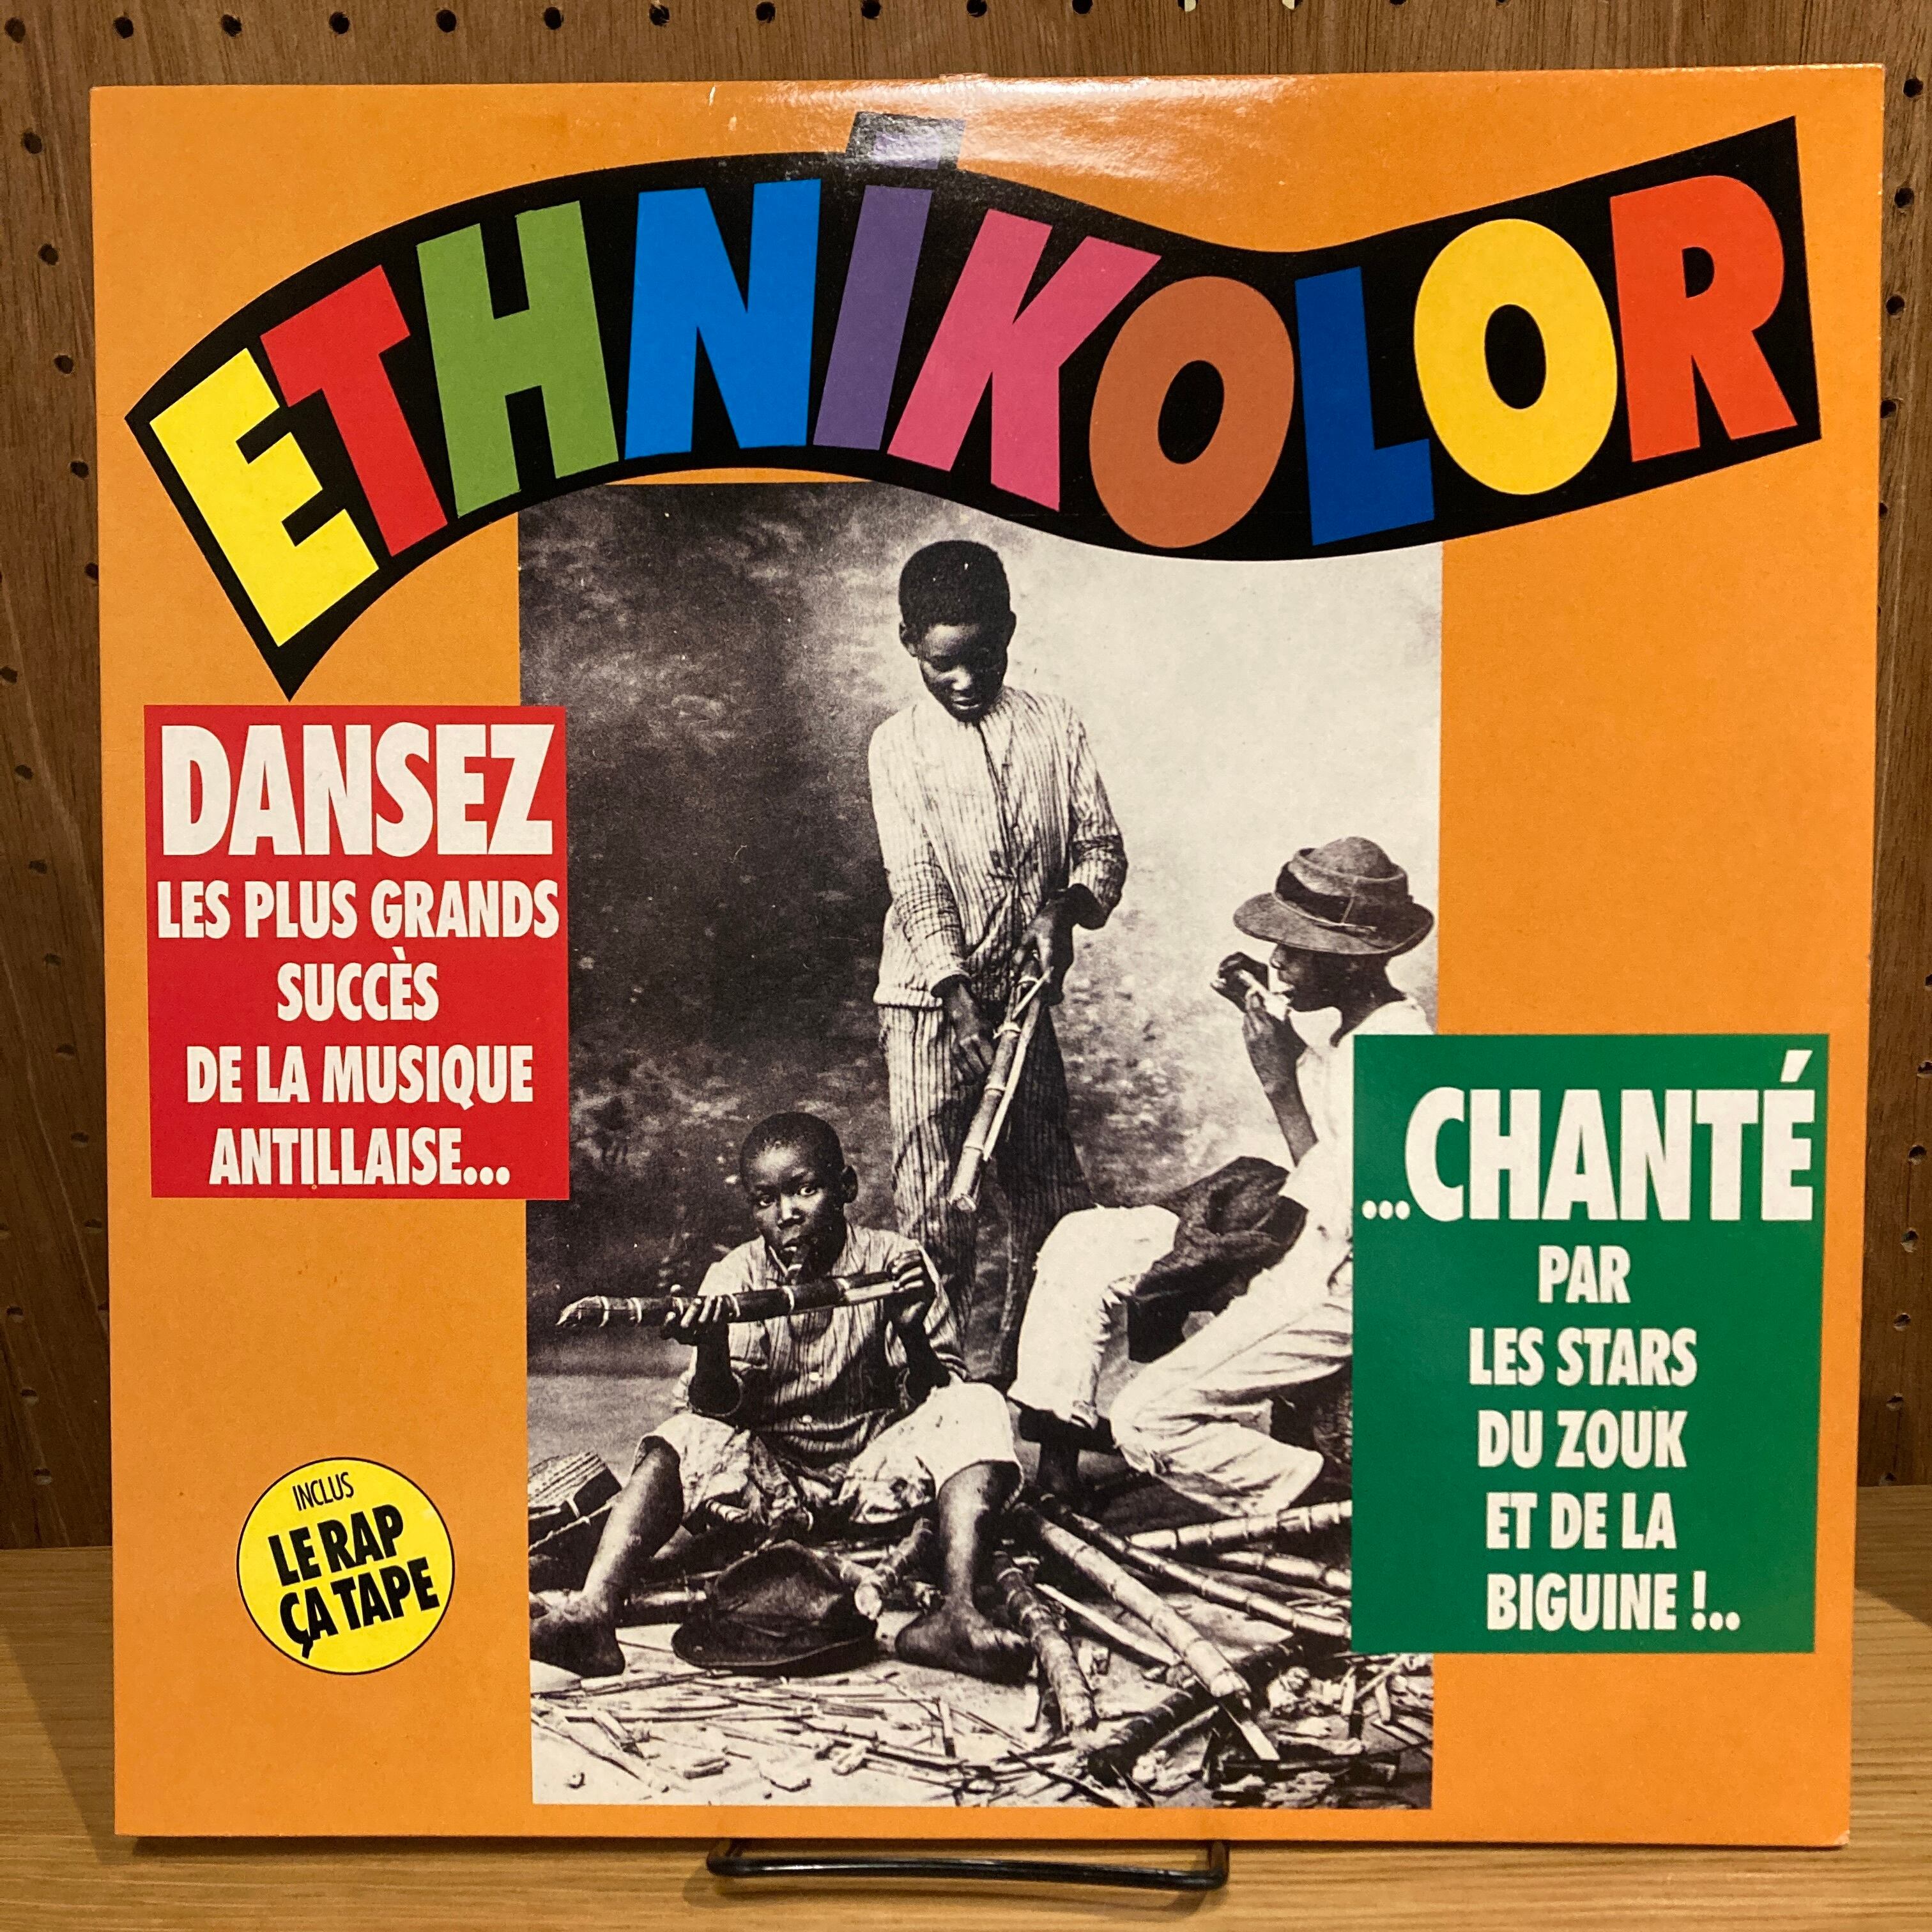 ETHNIKOLOR
DANSEZ
LES PLUS GRANDS
SUCCÈS
DE LA MUSIQUE
ANTILLAISE...
...CHANTÉ
PAR
LES STARS
DU ZOUK
ET DE LA
BIGUINE !..
INCLUS
LE RAP
ÇA TAPE